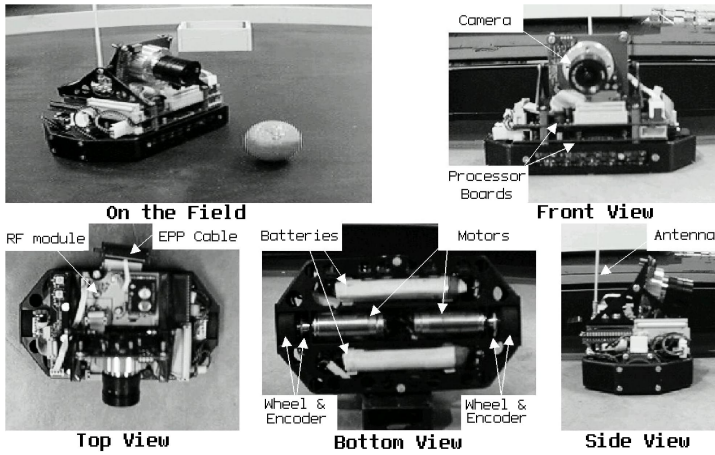 Camera
Processor
Boards
On the Field
Front View
RF module
EPP Cable
Batteries
Motors
Antenna
Wheel &
Encoder
Wheel &
Encoder
Top View
Bottom View
Side View